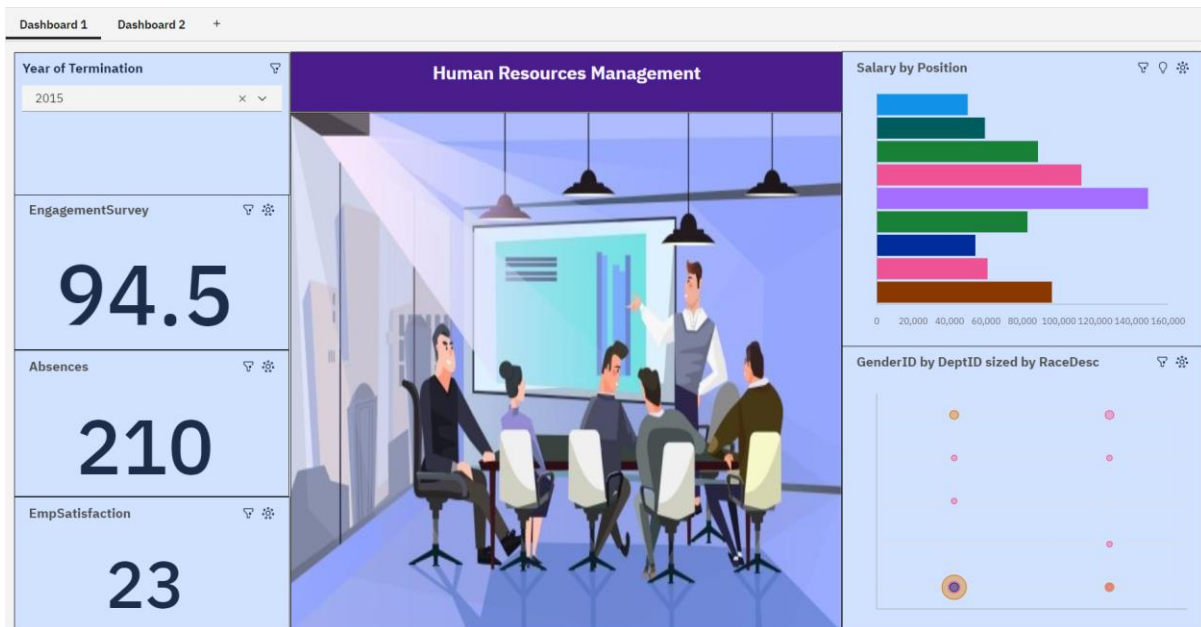 Dashboard 1 Dashboard 2 +
Year of Termination
2015
EngagementSurvey
94.5
Absences
210
EmpSatisfaction
23
Human Resources Management
Salary by Position
0 20,000 40,000 60,000 80,000 100,000 120,000 140,000 160,000
GenderID by DeptID sized by RaceDesc